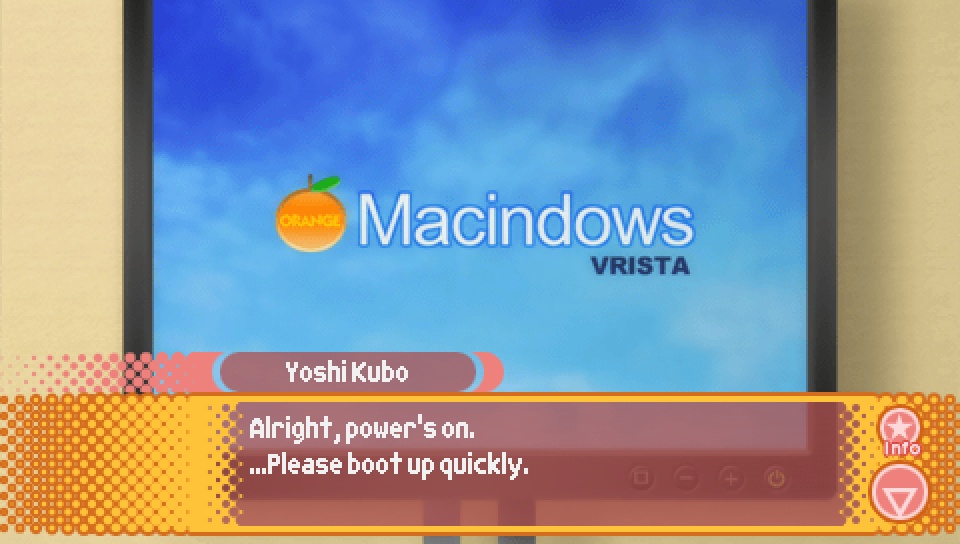 ORANGE
Macindows
VRISTA
Yoshi Kubo
Alright, power's on.
...Please boot up quickly.
Info